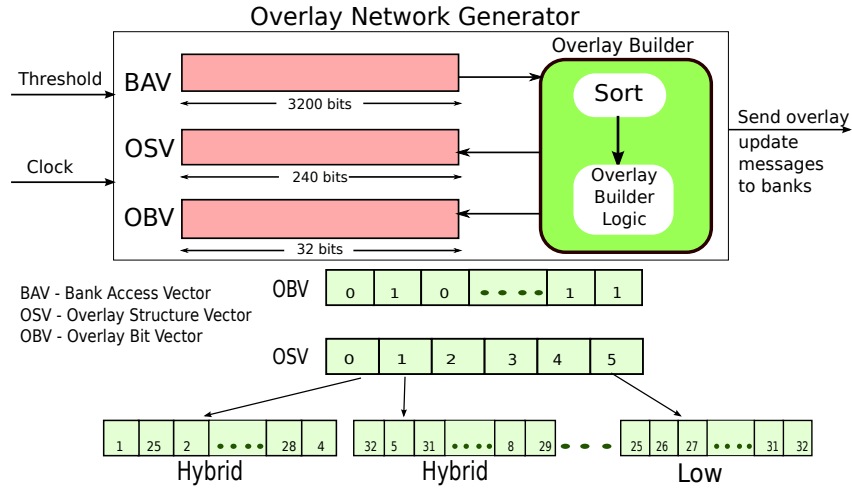 Overlay Network Generator
Threshold
Clock
BAV
3200 bits
OSV
240 bits
OBV
32 bits
Overlay Builder
Sort
Overlay
Builder
Logic
Send overlay
update
messages
to banks
BAV - Bank Access Vector
OSV - Overlay Structure Vector
OBV - Overlay Bit Vector
OBV 0 1 0 1 1
OSV 0 1 2 3 4 5
1 25 2 28 4
Hybrid
32 5 31 8 29
Hybrid
25 26 27 31 32
Low